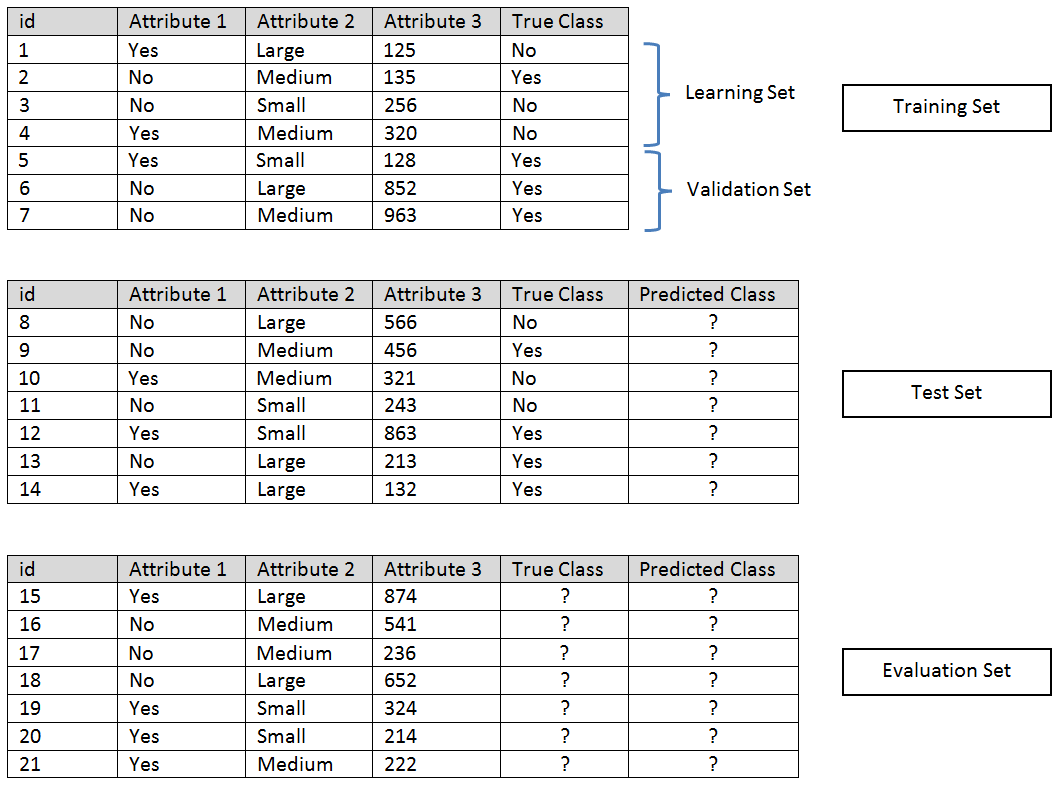 id Attribute 1 Attribute 2 Attribute 3 True Class
1 Yes Large 125 No
2 No Medium 135 Yes
3 No Small 256 No
4 Yes Medium 320 No
5 Yes Small 128 Yes
6 No Large 852 Yes
7 No Medium 963 Yes
Learning Set
Validation Set
Training Set
id Attribute 1 Attribute 2 Attribute 3 True Class Predicted Class
8 No Large 566 No ?
9 No Medium 456 Yes ?
10 Yes Medium 321 No ?
11 No Small 243 No ?
12 Yes Small 863 Yes ?
13 No Large 213 Yes ?
14 Yes Large 132 Yes ?
Test Set
id Attribute 1 Attribute 2 Attribute 3 True Class Predicted Class
15 Yes Large 874 ? ?
16 No Medium 541 ? ?
17 No Medium 236 ? ?
18 No Large 652 ? ?
19 Yes Small 324 ? ?
20 Yes Small 214 ? ?
21 Yes Medium 222 ? ?
Evaluation Set